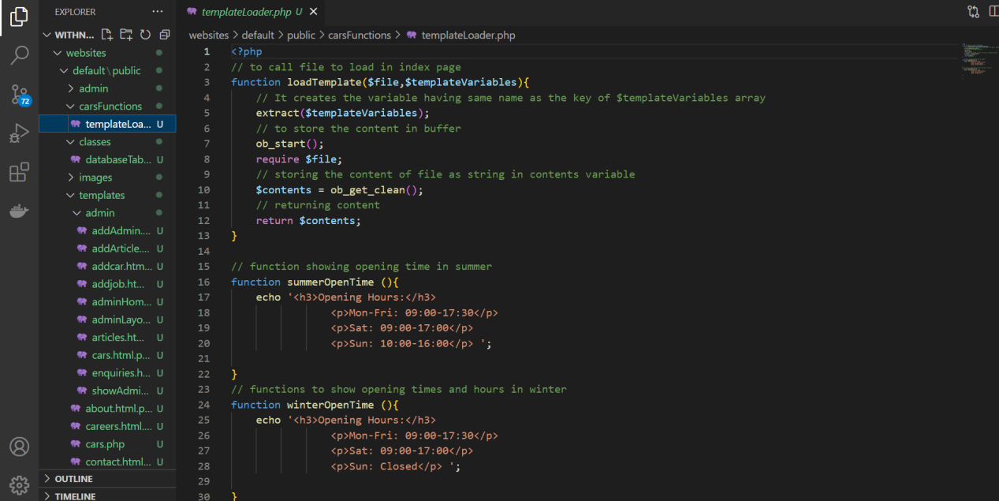 EXPLORER
···
templateLoader.php U
WITHN...
websites
default\public
admin
carsFunctions
templateLoa... U
classes
databaseTab... U
images
templates
admin
addAdmin.... U
addArticle.... U
addcar.htm... U
addjob.ht... U
adminHom... U
adminLayo... U
articles.ht... U
cars.html.p... U
enquiries.h... U
showAdmi... U
about.html.p... U
careers.html.... U
cars.php U
contact.html... U
OUTLINE
TIMELINE
72
websites > default > public > carsFunctions > templateLoader.php
1 <?php
2 // to call file to load in index page
3 function loadTemplate($file,$templateVariables){
4 // It creates the variable having same name as the key of $templateVariables array
5 extract($templateVariables);
6 // to store the content in buffer
7 ob_start();
8 require $file;
9 // storing the content of file as string in contents variable
10 $contents = ob_get_clean();
11 // returning content
12 return $contents;
13 }
14
15 // function showing opening time in summer
16 function summerOpenTime (){
17 echo '<h3>Opening Hours:</h3>
18 <p>Mon-Fri: 09:00-17:30</p>
19 <p>Sat: 09:00-17:00</p>
20 <p>Sun: 10:00-16:00</p> ';
21
22 }
23 // functions to show opening times and hours in winter
24 function winterOpenTime (){
25 echo '<h3>Opening Hours:</h3>
26 <p>Mon-Fri: 09:00-17:30</p>
27 <p>Sat: 09:00-17:00</p>
28 <p>Sun: Closed</p> ';
29
30 }